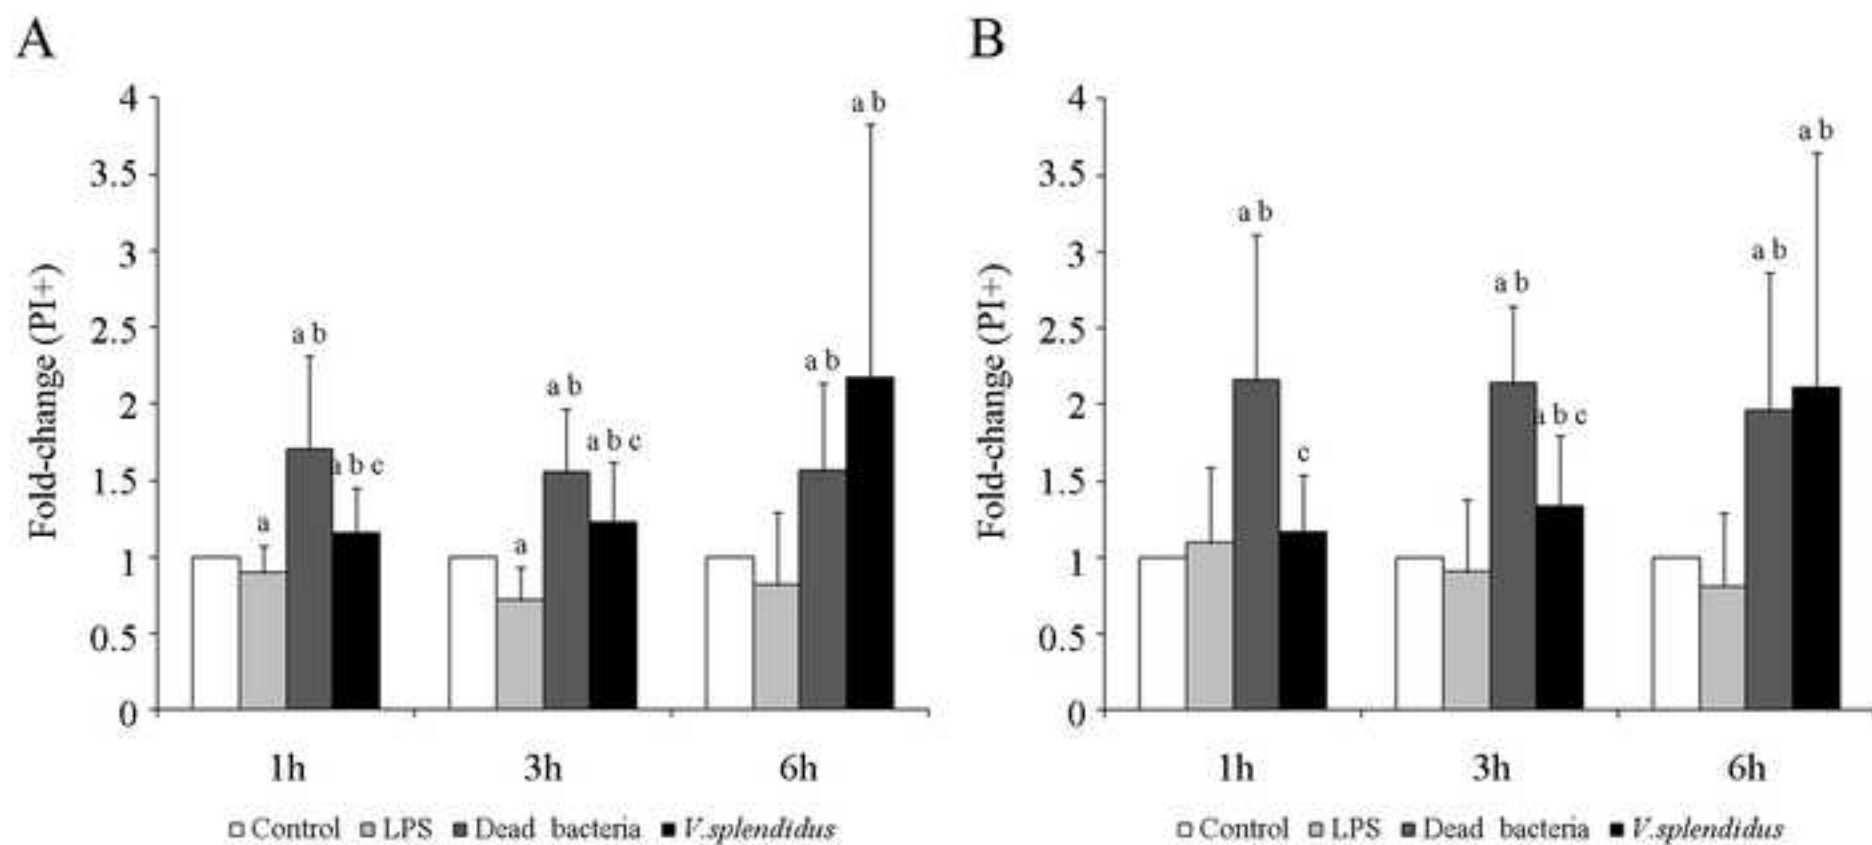 A
B
Fold-change (PI+)
4
3.5
3
2.5
2
1.5
1
0.5
0
a
a b
a b c
a
a b
a b c
a b
a b
1h
3h
6h
Control LPS Dead bacteria V.splendidus
Fold-change (PI+)
4
3.5
3
2.5
2
1.5
1
0.5
0
a b
c
a b
a b c
a b
a b
1h
3h
6h
Control LPS Dead bacteria V.splendidus